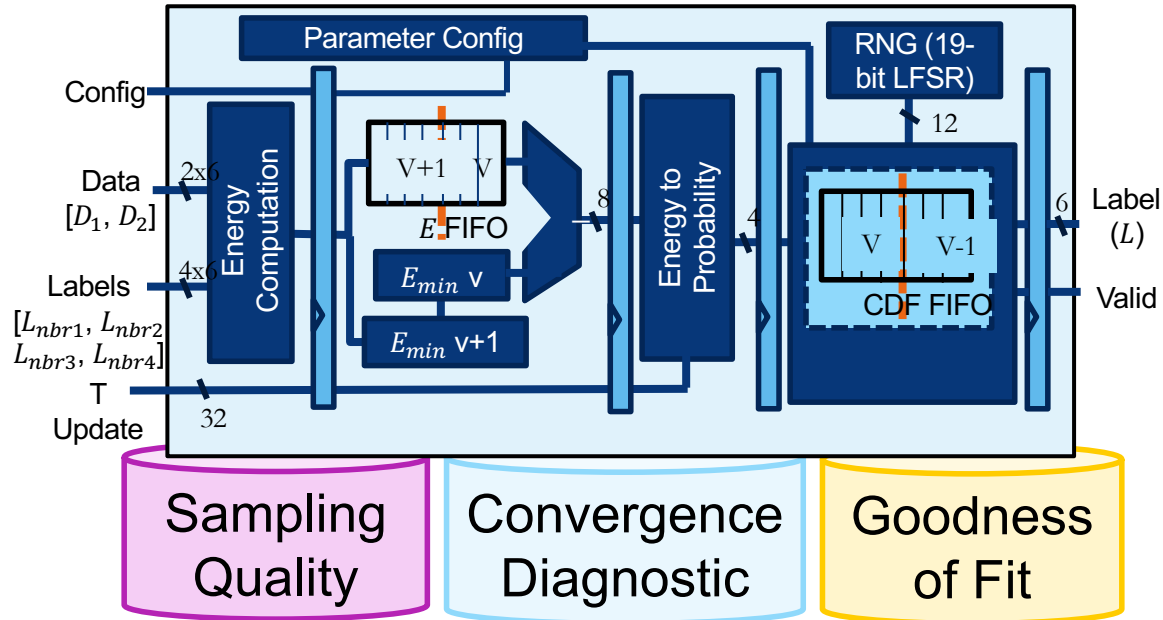 Parameter Config
RNG (19-
bit LFSR)
Config
12
Data
2x6
[D₁, D₂]
Energy
Computation
V+1
V
E FIFO
8
Energy to
Probability
4
V
V-1
CDF FIFO
6
Label
(L)
Labels
4x6
[Lₙbr1, Lₙbr2
Lₙbr3, Lₙbr4]
Eₘᵢₙ v
Eₘᵢₙ v+1
Valid
T
Update
32
Sampling
Quality
Convergence
Diagnostic
Goodness
of Fit